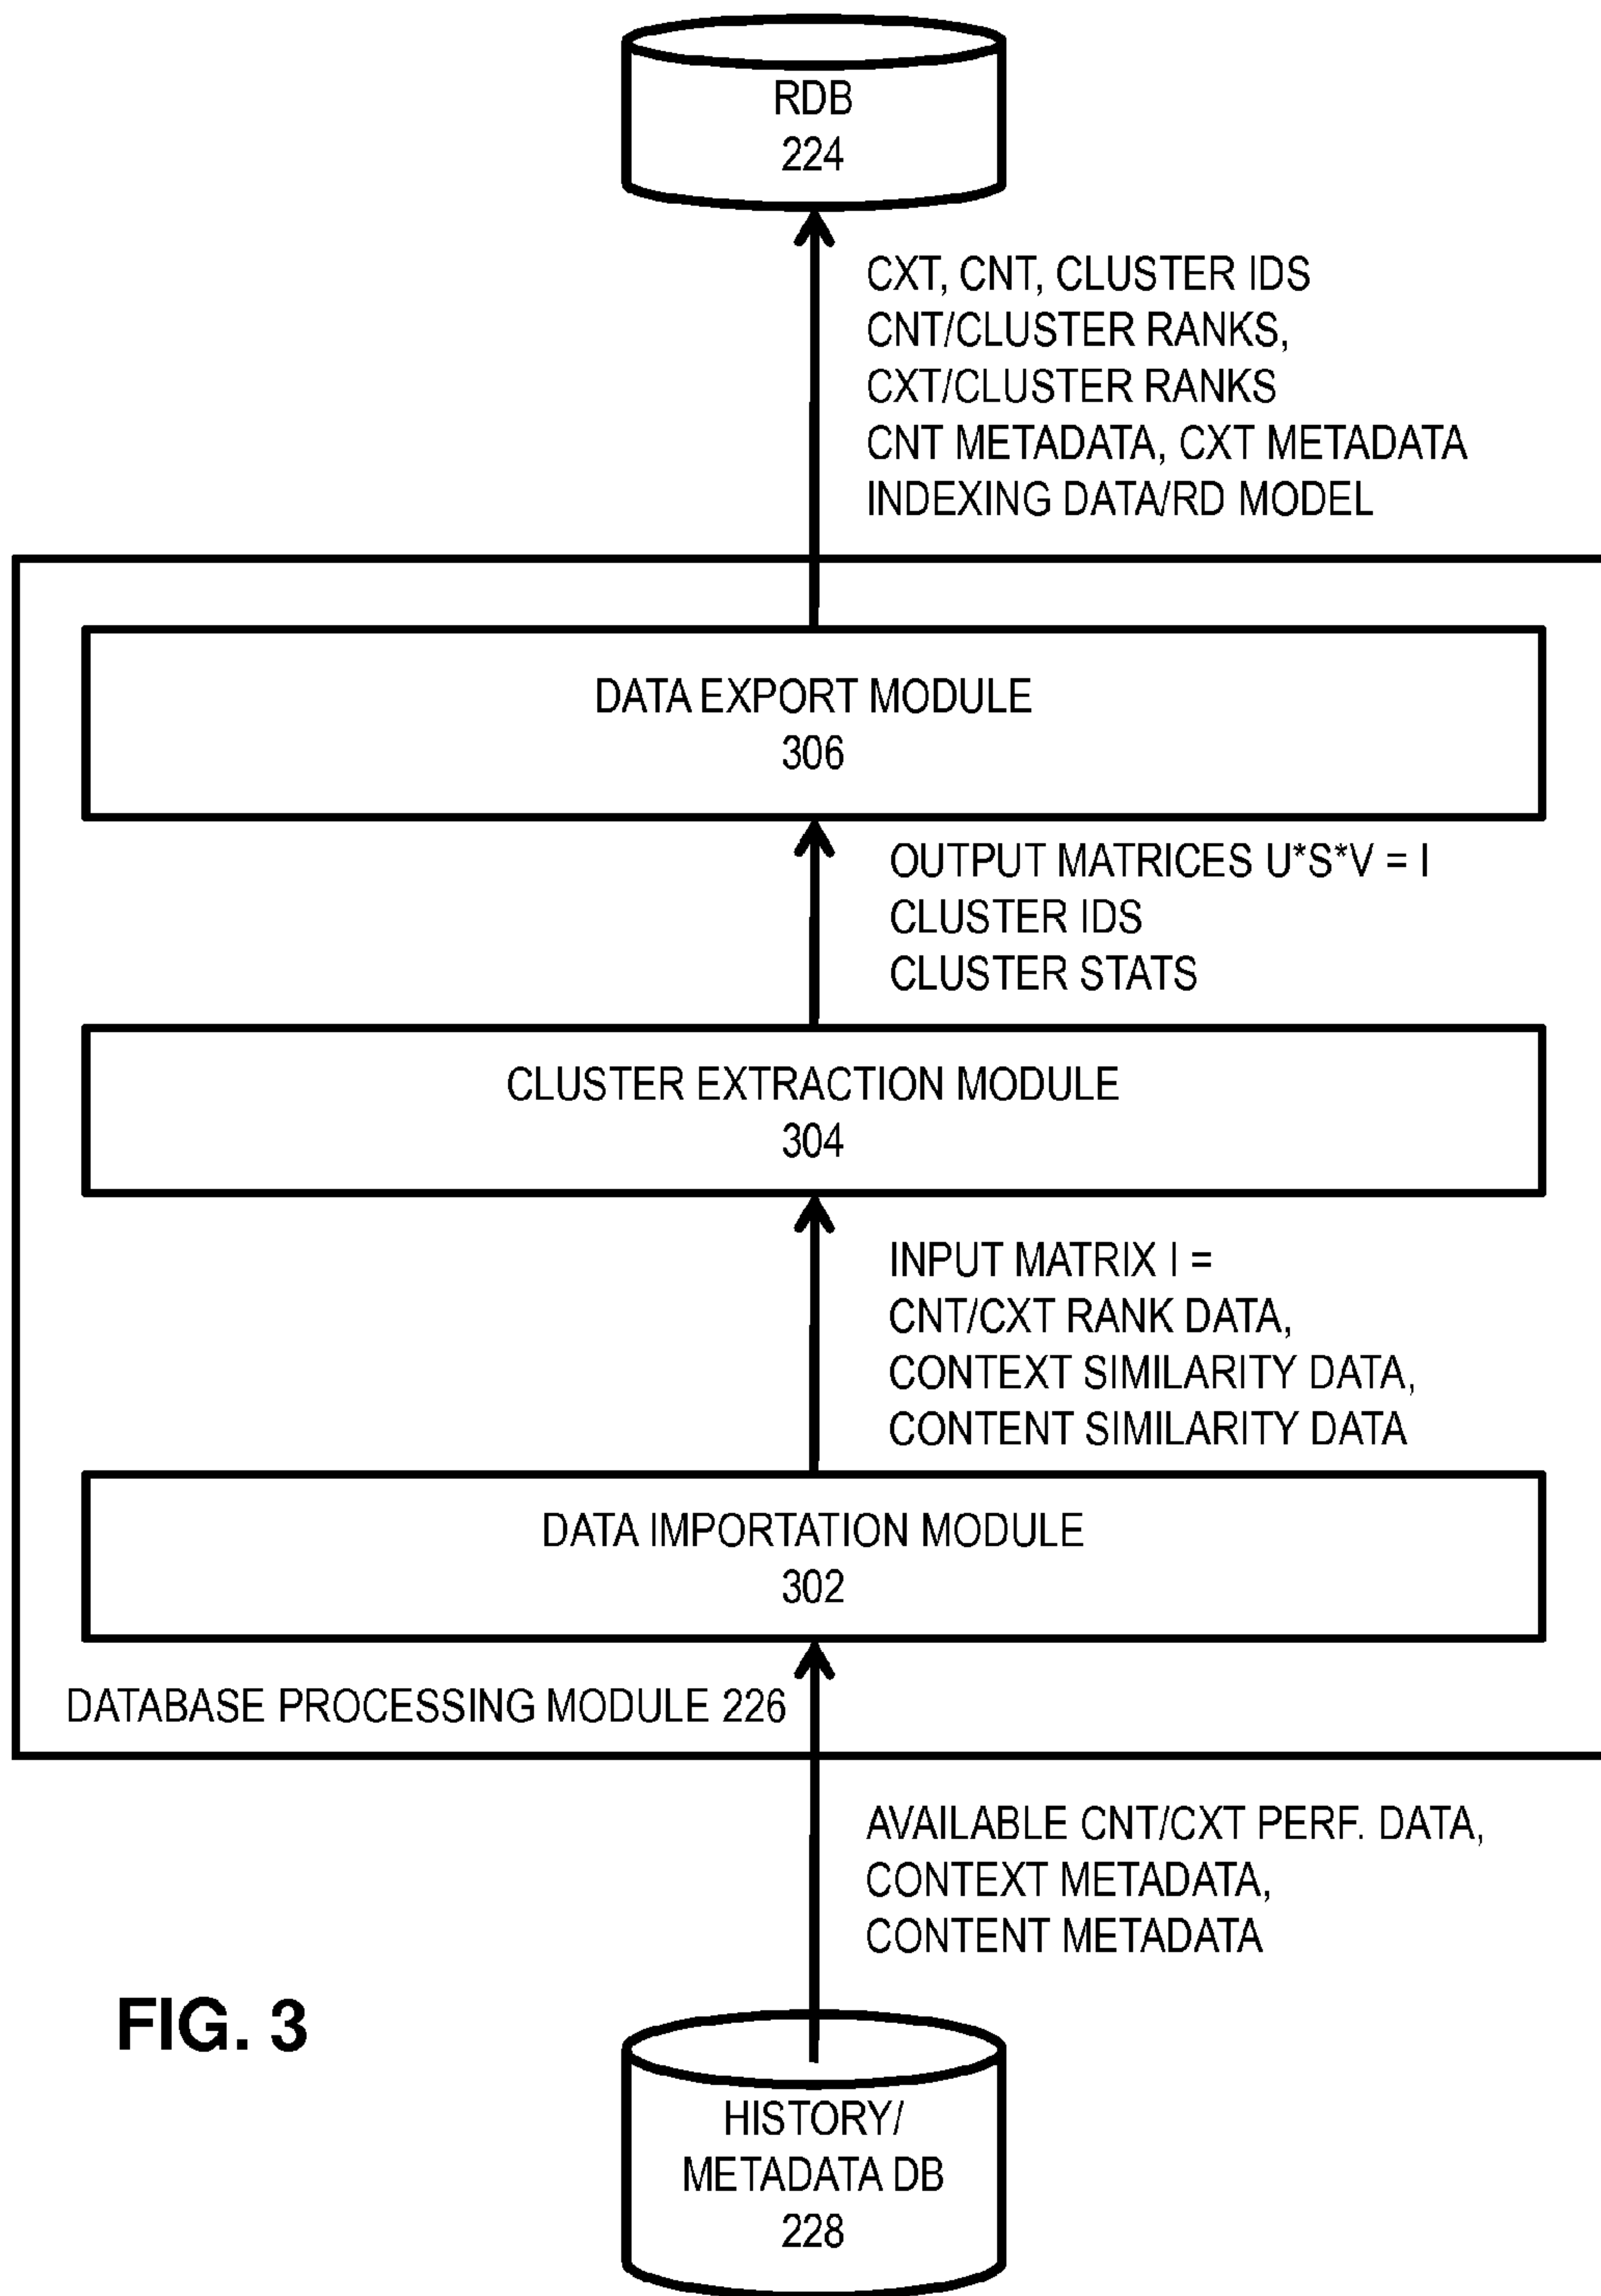 RDB
224
CXT, CNT, CLUSTER IDS
CNT/CLUSTER RANKS,
CXT/CLUSTER RANKS
CNT METADATA, CXT METADATA
INDEXING DATA/RD MODEL
DATA EXPORT MODULE
306
OUTPUT MATRICES U*S*V = I
CLUSTER IDS
CLUSTER STATS
CLUSTER EXTRACTION MODULE
304
INPUT MATRIX I =
CNT/CXT RANK DATA,
CONTEXT SIMILARITY DATA,
CONTENT SIMILARITY DATA
DATA IMPORTATION MODULE
302
DATABASE PROCESSING MODULE 226
AVAILABLE CNT/CXT PERF. DATA,
CONTEXT METADATA,
CONTENT METADATA
FIG. 3
HISTORY/
METADATA DB
228